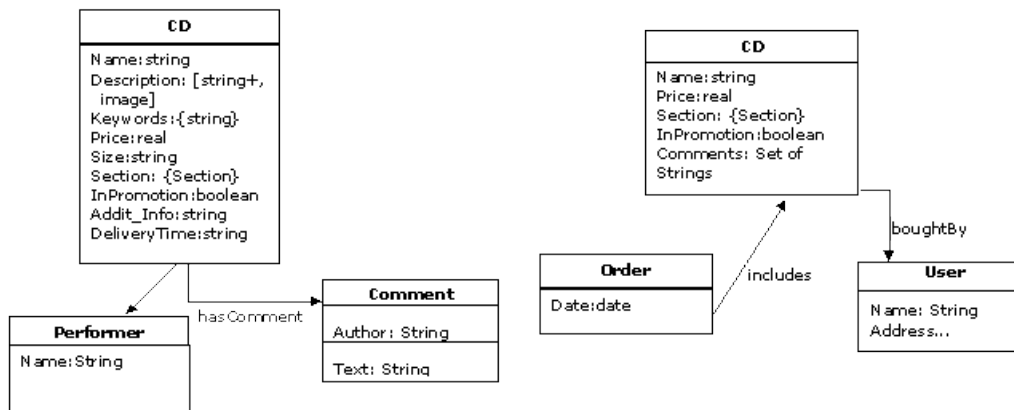 CD
Name:string
Description: [string+,
image]
Keywords:{string}
Price:real
Size:string
Section: {Section}
InPromotion:boolean
Addit_Info:string
DeliveryTime:string
hasComment
Performer
Name:String
Comment
Author: String
Text: String
CD
Name:string
Price:real
Section: {Section}
InPromotion:boolean
Comments: Set of
Strings
boughtBy
includes
Order
Date:date
User
Name: String
Address...